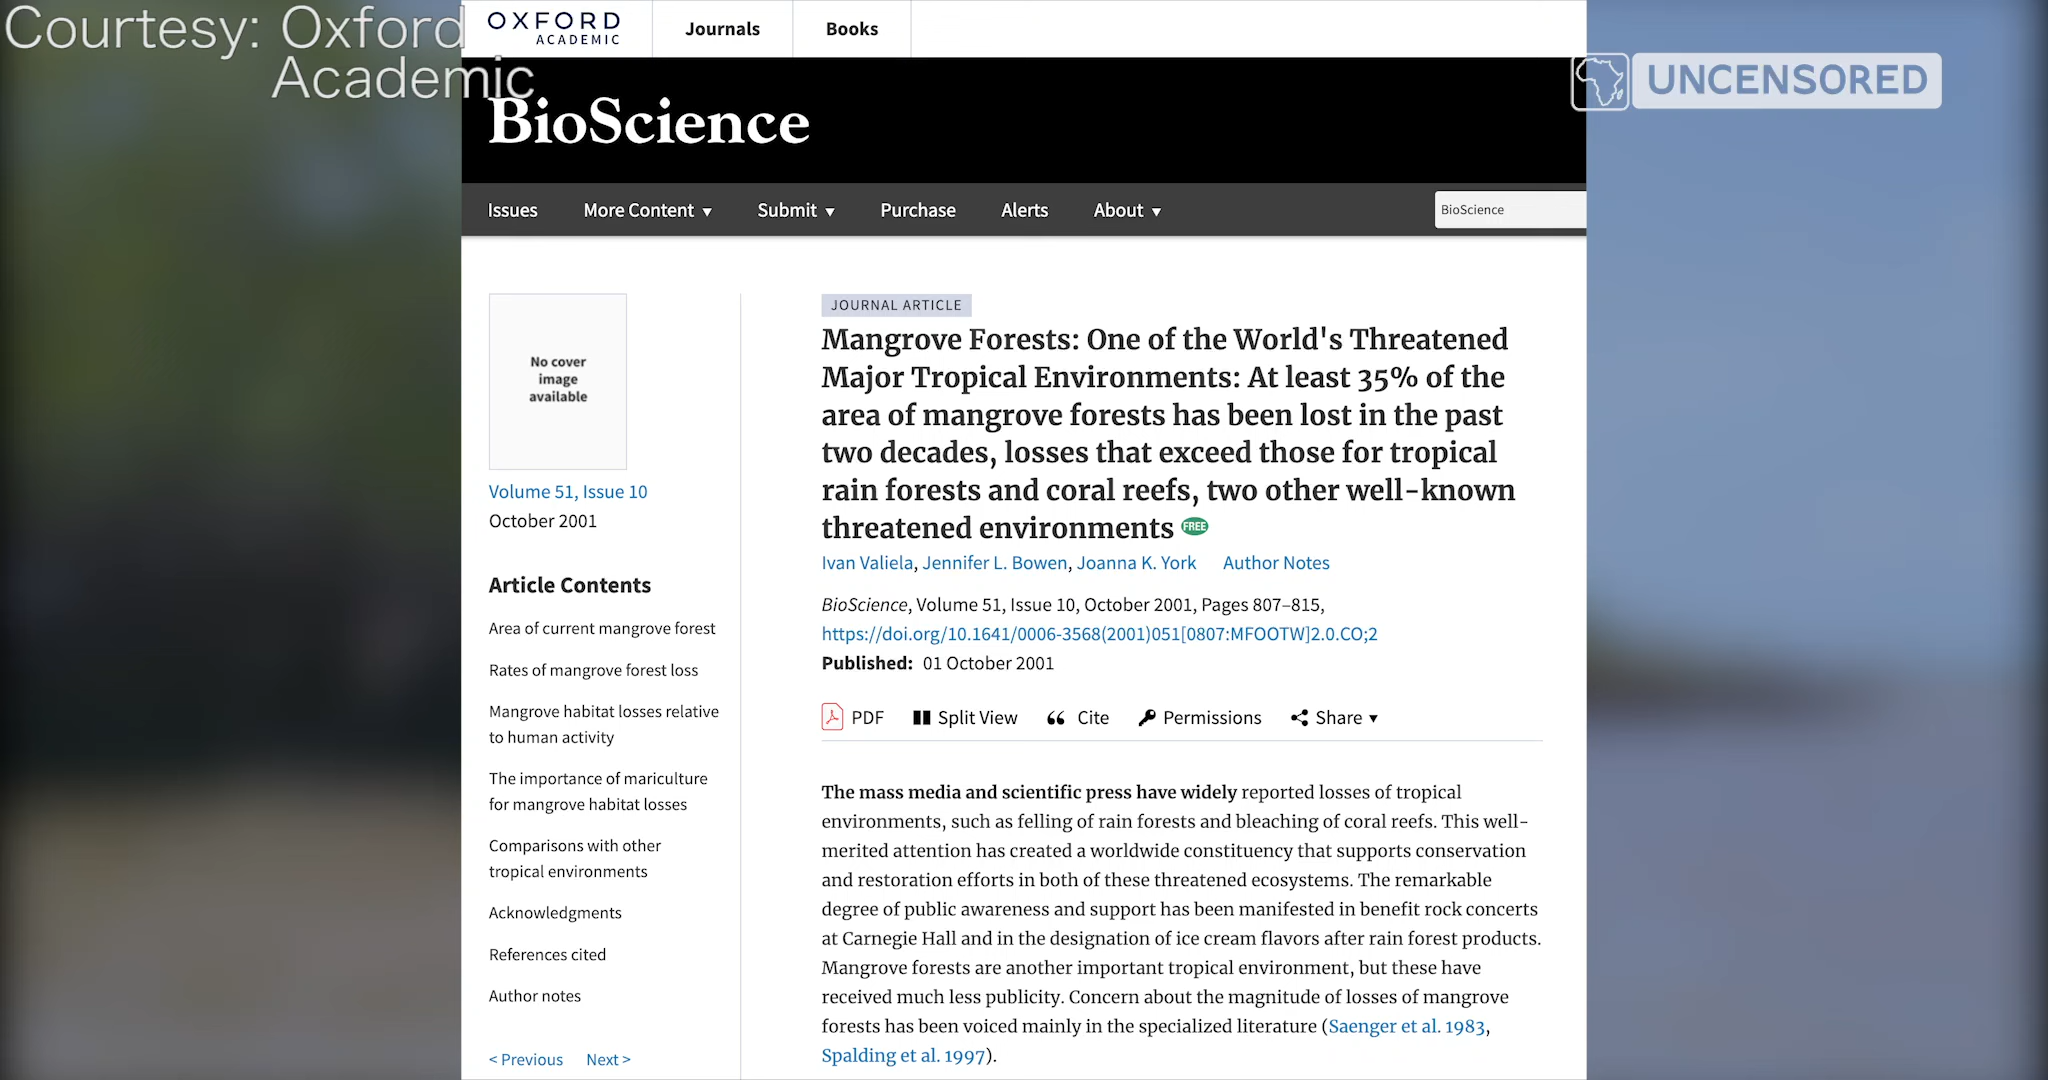 Courtesy: Oxford
Academic
UNCENSORED
OXFORD
ACADEMIC
Journals
Books
BioScience
Issues
More Content
Submit
Purchase
Alerts
About
BioScience
No cover
image
available
Volume 51, Issue 10
October 2001
Article Contents
Area of current mangrove forest
Rates of mangrove forest loss
Mangrove habitat losses relative
to human activity
The importance of mariculture
for mangrove habitat losses
Comparisons with other
tropical environments
Acknowledgments
References cited
Author notes
< Previous Next >
JOURNAL ARTICLE
Mangrove Forests: One of the World's Threatened
Major Tropical Environments: At least 35% of the
area of mangrove forests has been lost in the past
two decades, losses that exceed those for tropical
rain forests and coral reefs, two other well-known
threatened environments FREE
Ivan Valiela, Jennifer L. Bowen, Joanna K. York Author Notes
BioScience, Volume 51, Issue 10, October 2001, Pages 807–815,
https://doi.org/10.1641/0006-3568(2001)051[0807:MFOOTW]2.0.CO;2
Published: 01 October 2001
PDF Split View Cite Permissions Share
The mass media and scientific press have widely reported losses of tropical
environments, such as felling of rain forests and bleaching of coral reefs. This well-
merited attention has created a worldwide constituency that supports conservation
and restoration efforts in both of these threatened ecosystems. The remarkable
degree of public awareness and support has been manifested in benefit rock concerts
at Carnegie Hall and in the designation of ice cream flavors after rain forest products.
Mangrove forests are another important tropical environment, but these have
received much less publicity. Concern about the magnitude of losses of mangrove
forests has been voiced mainly in the specialized literature (Saenger et al. 1983,
Spalding et al. 1997).